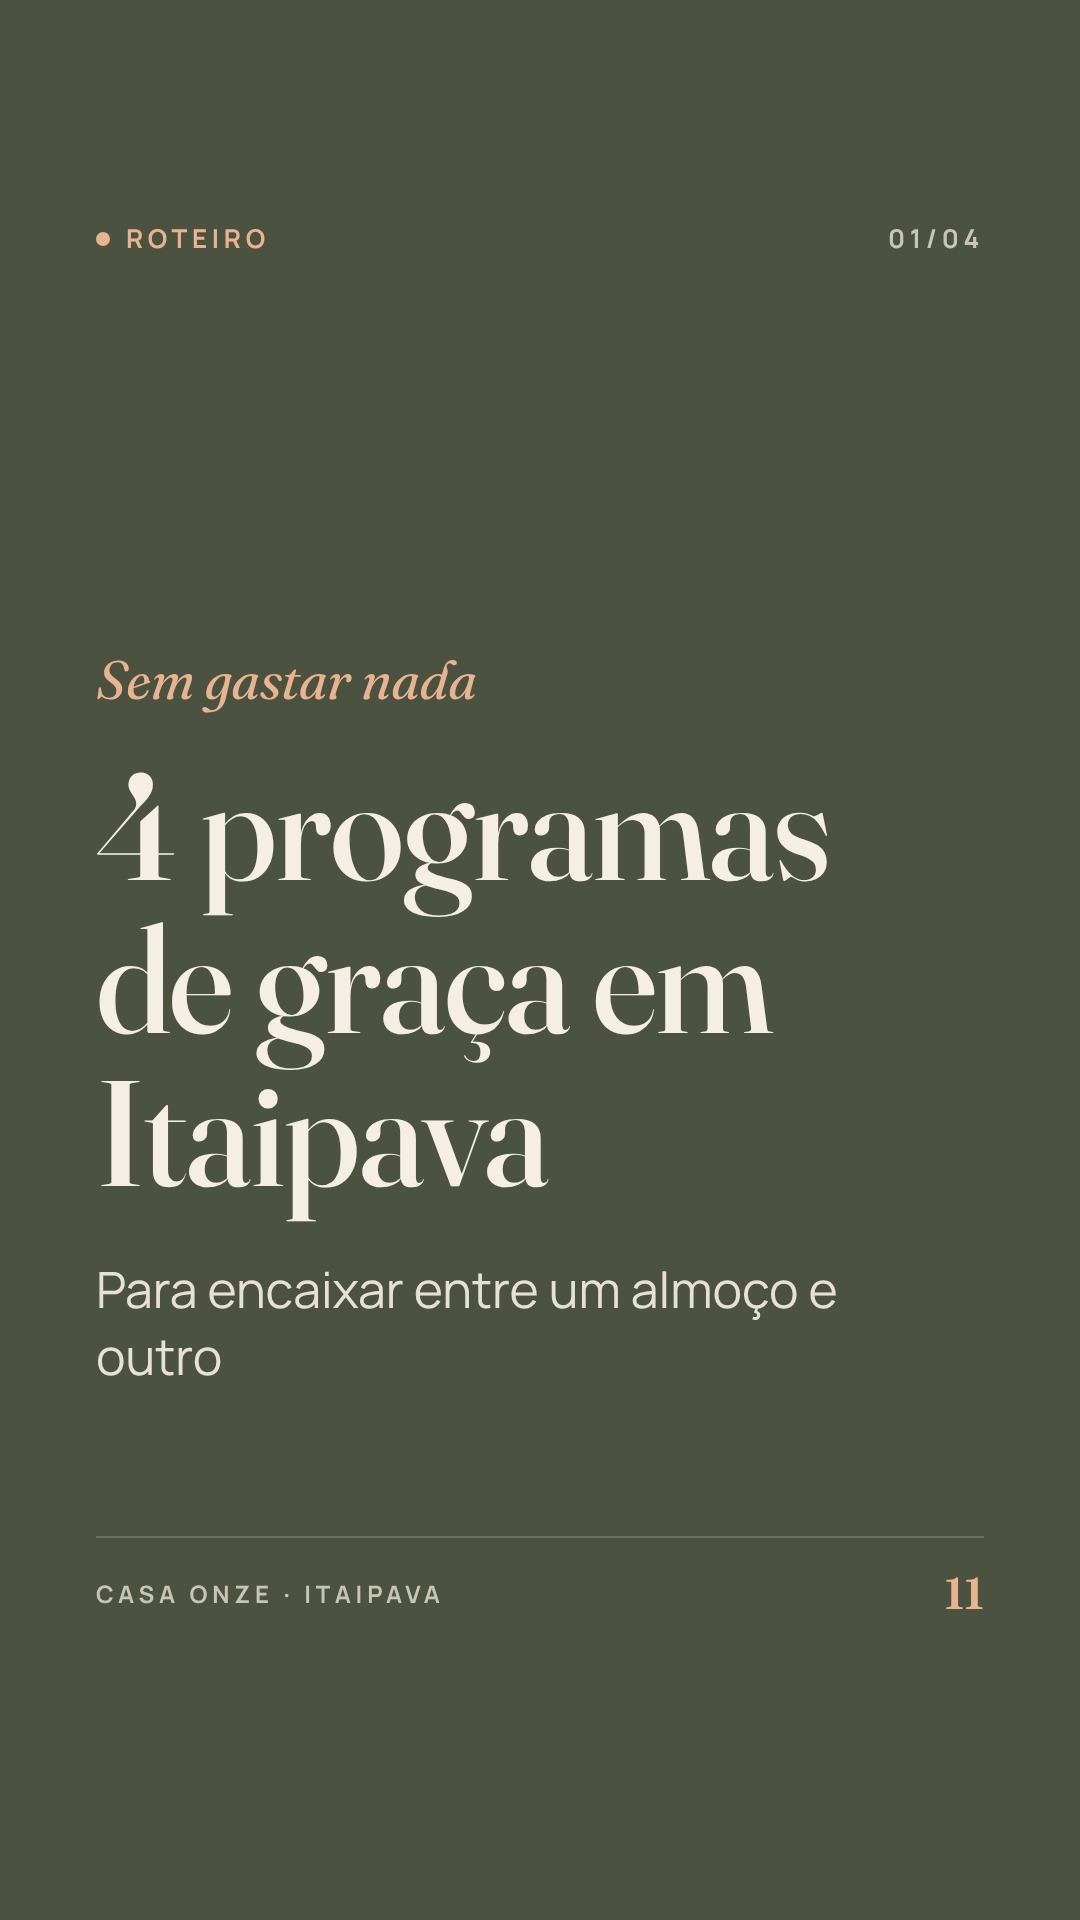 ROTEIRO
01/04
Sem gastar nada
4 programas
de graça em
Itaipava
Para encaixar entre um almoço e
outro
CASA ONZE · ITAIPAVA
11